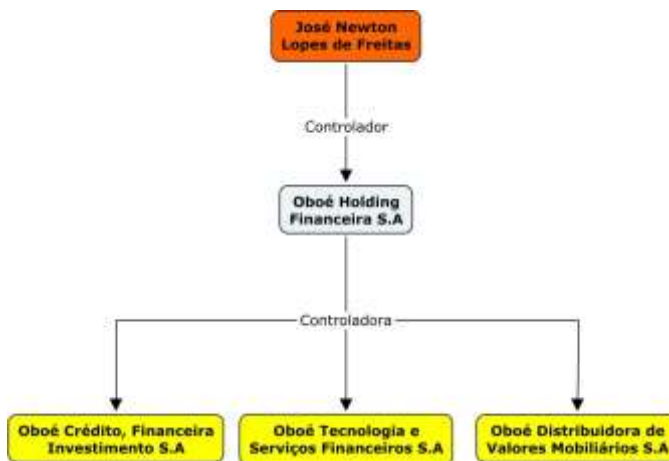 José Newton
Lopes de Freitas
Controlador
Oboé Holding
Financeira S.A
Controladora
Oboé Crédito, Financeira
Investimento S.A
Oboé Tecnologia e
Serviços Financeiros S.A
Oboé Distribuidora de
Valores Mobiliários S.A